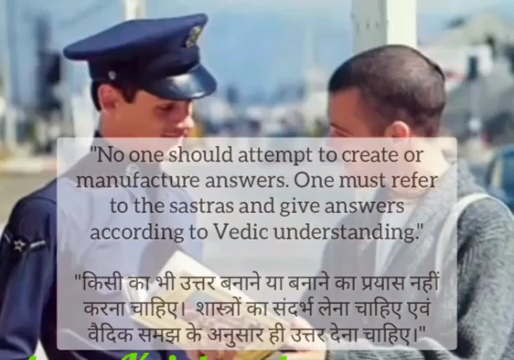 "No one should attempt to create or
manufacture answers. One must refer
to the sastras and give answers
according to Vedic understanding."
"किसी का भी उत्तर बनाने या बनाने का प्रयास नहीं
करना चाहिए। शास्त्रों का संदर्भ लेना चाहिए एवं
वैदिक समझ के अनुसार ही उत्तर देना चाहिए।"